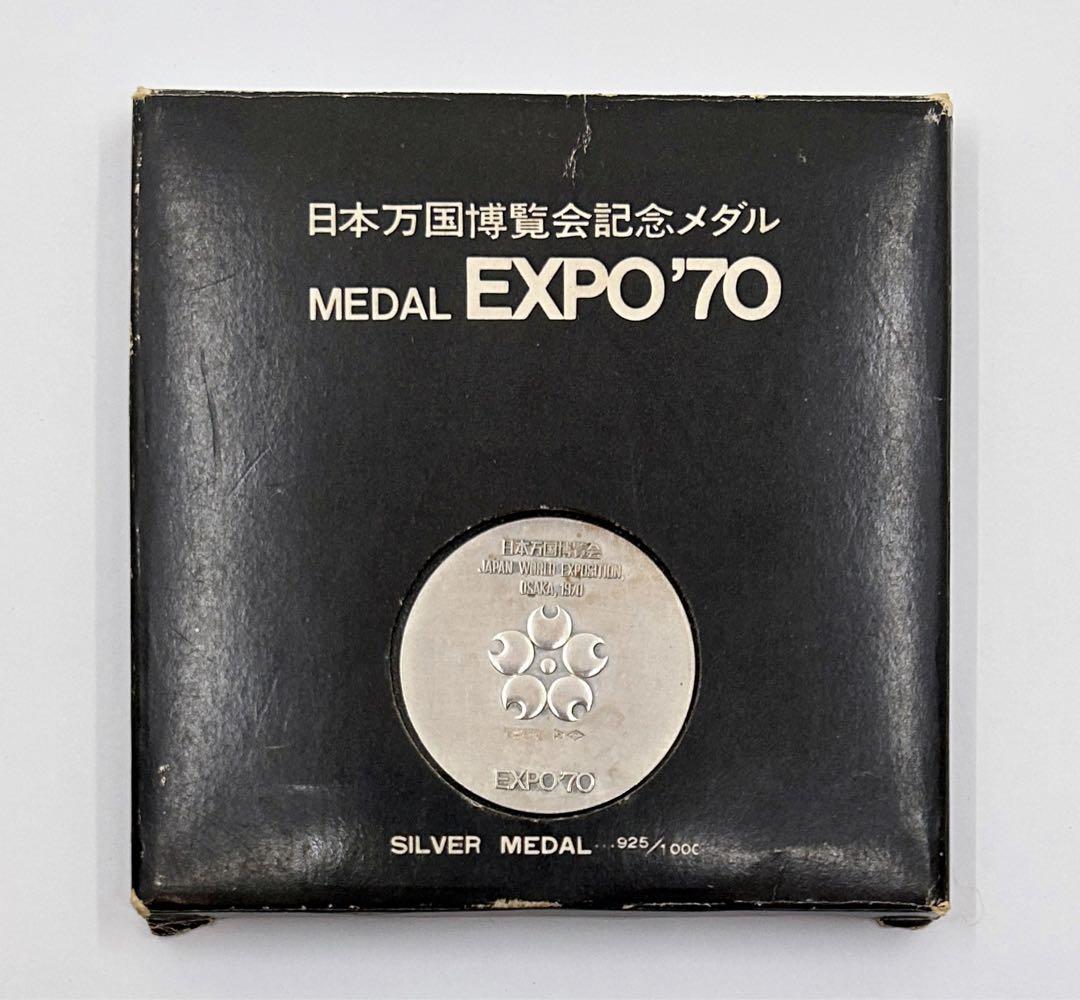 日本万国博覧会記念メダル
MEDAL EXPO'70
日本万国博覧会
JAPAN WORLD EXPOSITION,
OSAKA, 1970
EXPO'70
SILVER MEDAL...925/1000